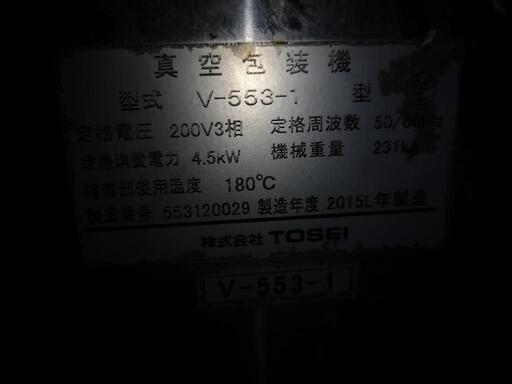 真空包装機
型式 V-553-1 型
定格電圧 200V3相 定格周波数 50/60Hz
定格消費電力 4.5kW 機械重量 231kg
接着部使用温度 180℃
製造番号 553120029 製造年度 2015L年製造
株式会社 TOSEI
V-553-1